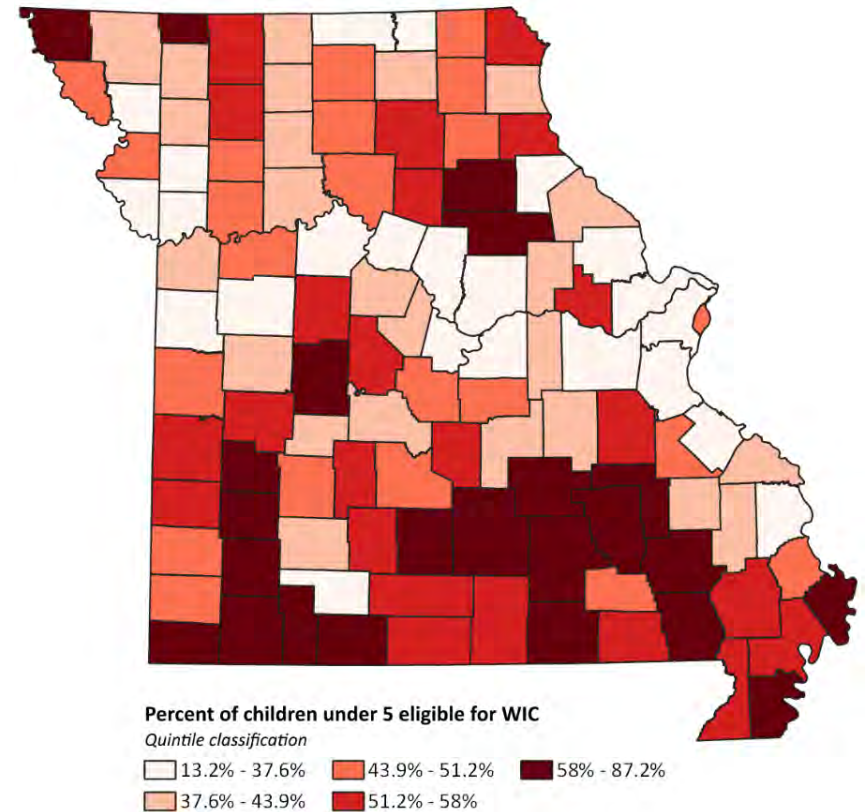 Percent of children under 5 eligible for WIC
Quintile classification
13.2% - 37.6% 43.9% - 51.2% 58% - 87.2%
37.6% - 43.9% 51.2% - 58%